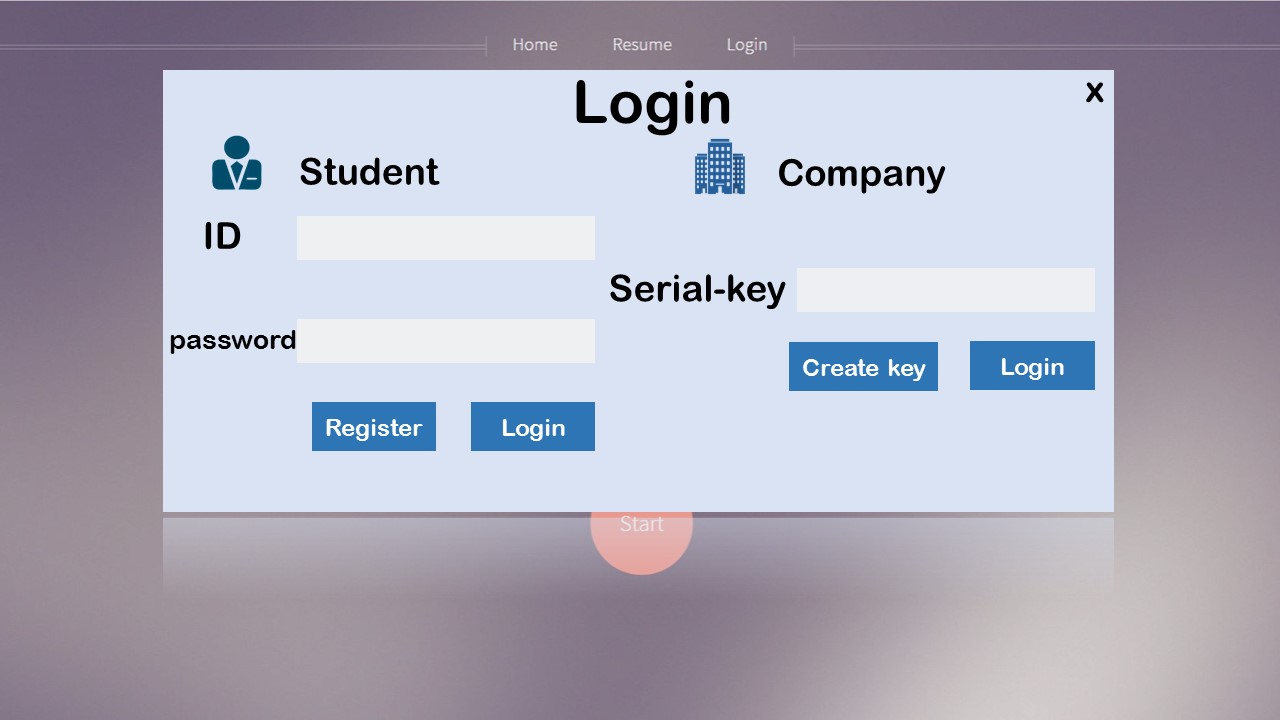 Home Resume Login
Login
x
Student
Company
ID
Serial-key
password
Create key
Login
Register
Login
Start